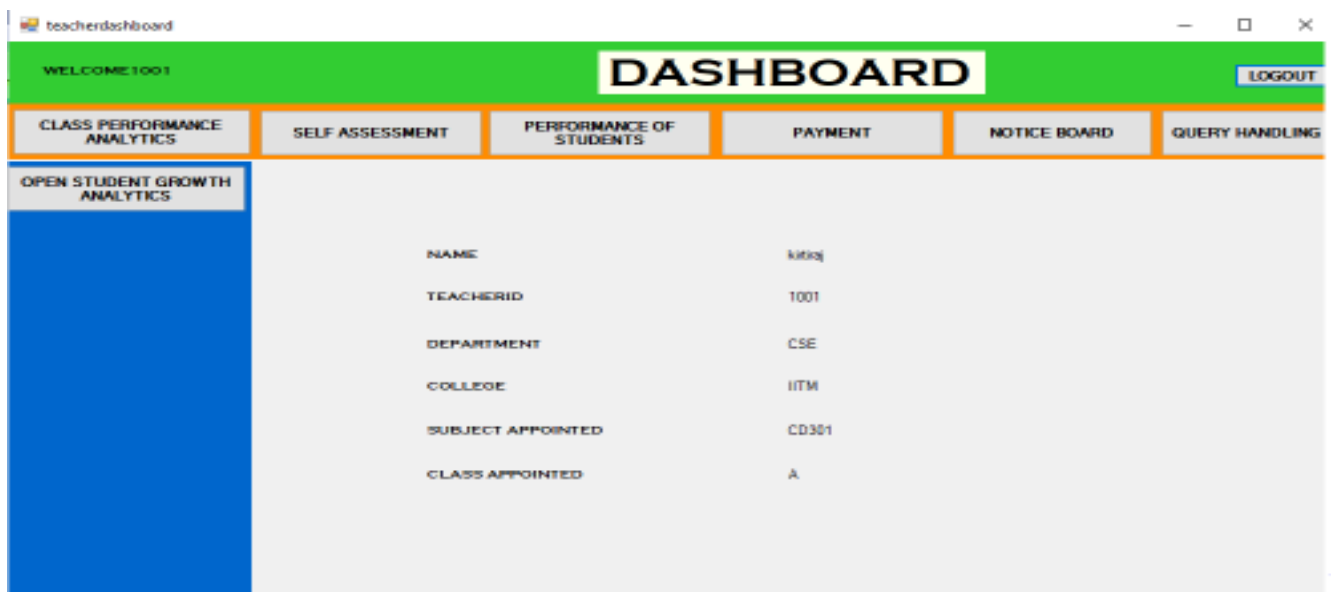 teacherdashboard
WELCOME1001
DASHBOARD
LOGOUT
CLASS PERFORMANCE
ANALYTICS
SELF ASSESSMENT
PERFORMANCE OF
STUDENTS
PAYMENT
NOTICE BOARD
QUERY HANDLING
OPEN STUDENT GROWTH
ANALYTICS
NAME
TEACHERID 1001
DEPARTMENT CSE
COLLEGE IITM
SUBJECT APPOINTED CD301
CLASS APPOINTED A